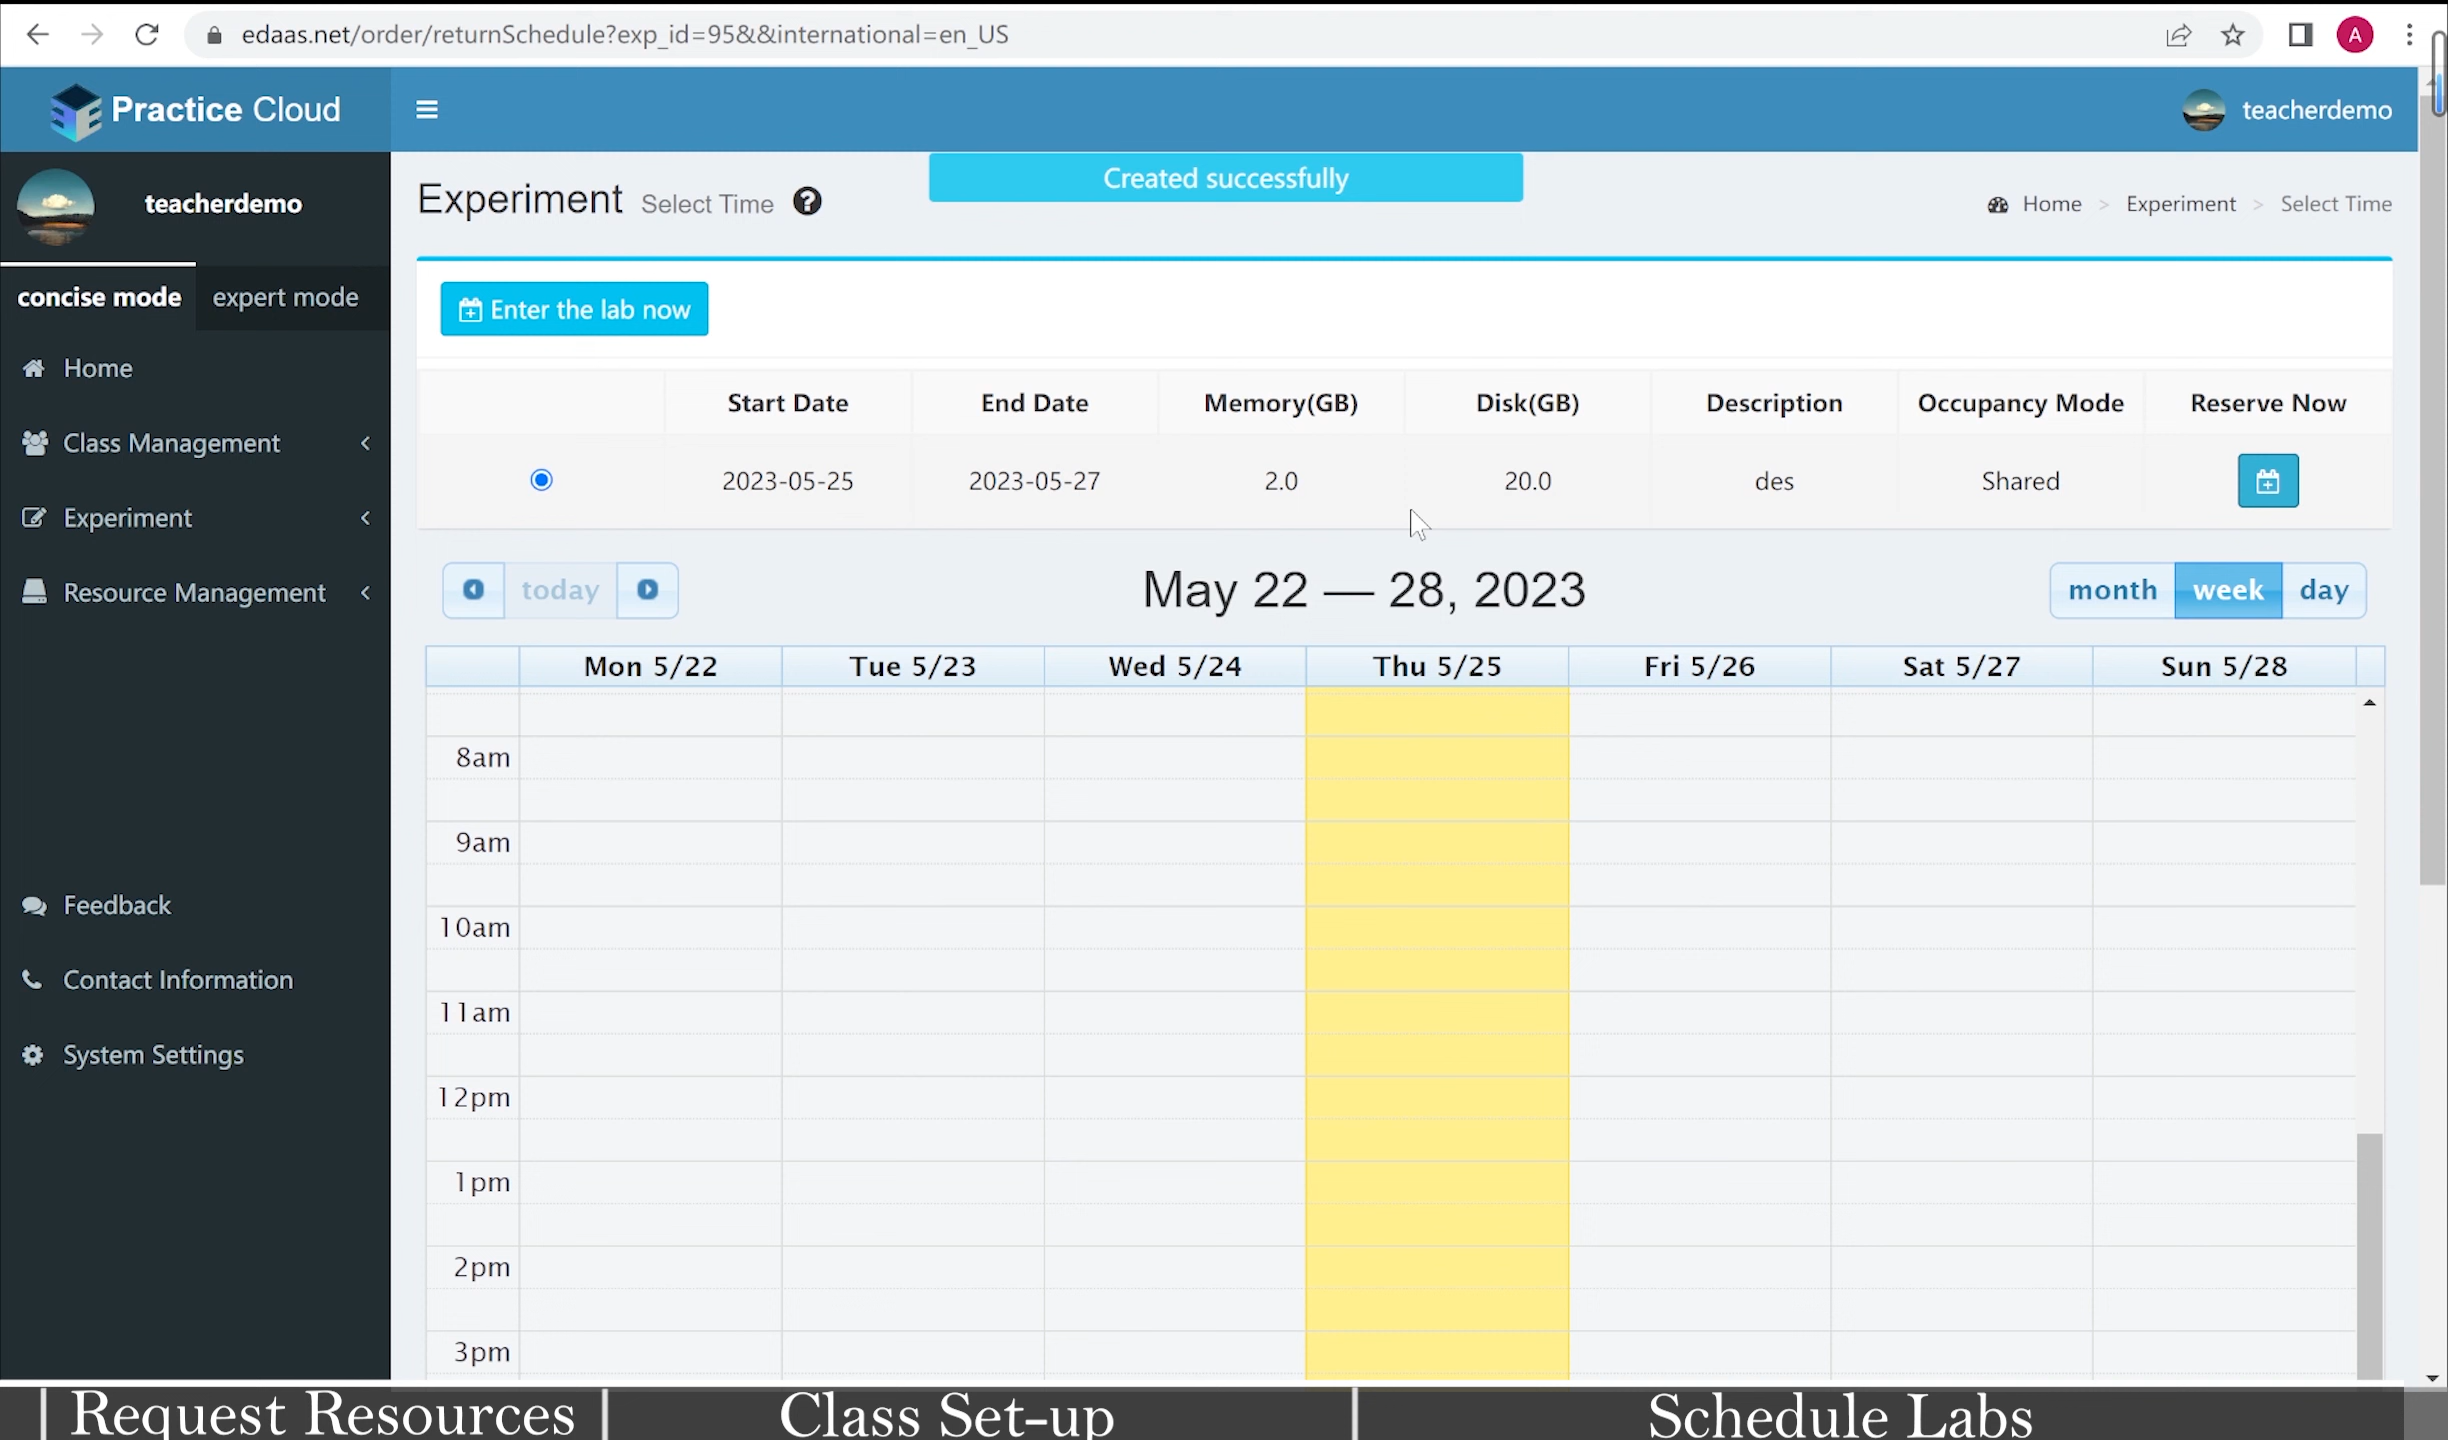 edaas.net/order/returnSchedule?exp_id=95&&international=en_US
A
Practice Cloud
teacherdemo
teacherdemo
Created successfully
Experiment Select Time ?
Home > Experiment > Select Time
concise mode
expert mode
Enter the lab now
Home
Class Management
Experiment
Resource Management
Feedback
Contact Information
System Settings
Start Date End Date Memory(GB) Disk(GB) Description Occupancy Mode Reserve Now
2023-05-25 2023-05-27 2.0 20.0 des Shared
today
May 22 — 28, 2023
month week day
Mon 5/22 Tue 5/23 Wed 5/24 Thu 5/25 Fri 5/26 Sat 5/27 Sun 5/28
8am
9am
10am
11am
12pm
1pm
2pm
3pm
Request Resources | Class Set-up | Schedule Labs